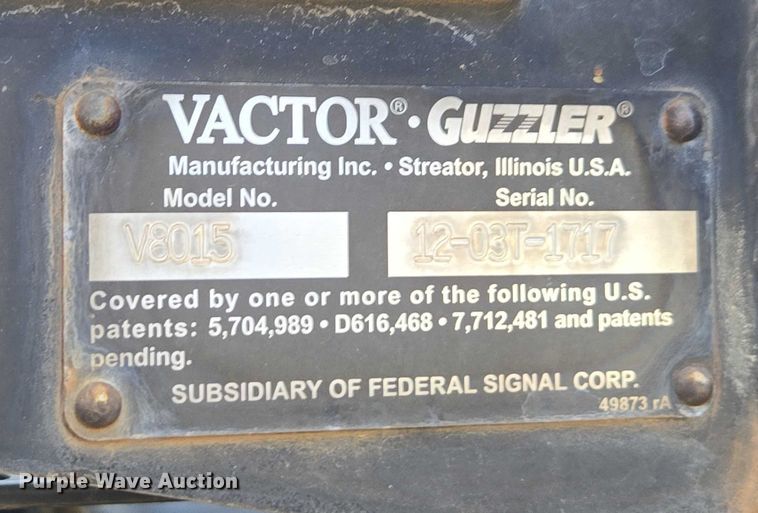 VACTOR® · GUZZLER®
Manufacturing Inc. • Streator, Illinois U.S.A.
Model No. Serial No.
V8015 12-03T-1717
Covered by one or more of the following U.S.
patents: 5,704,989 • D616,468 • 7,712,481 and patents
pending.
SUBSIDIARY OF FEDERAL SIGNAL CORP.
49873 rA
Purple Wave Auction